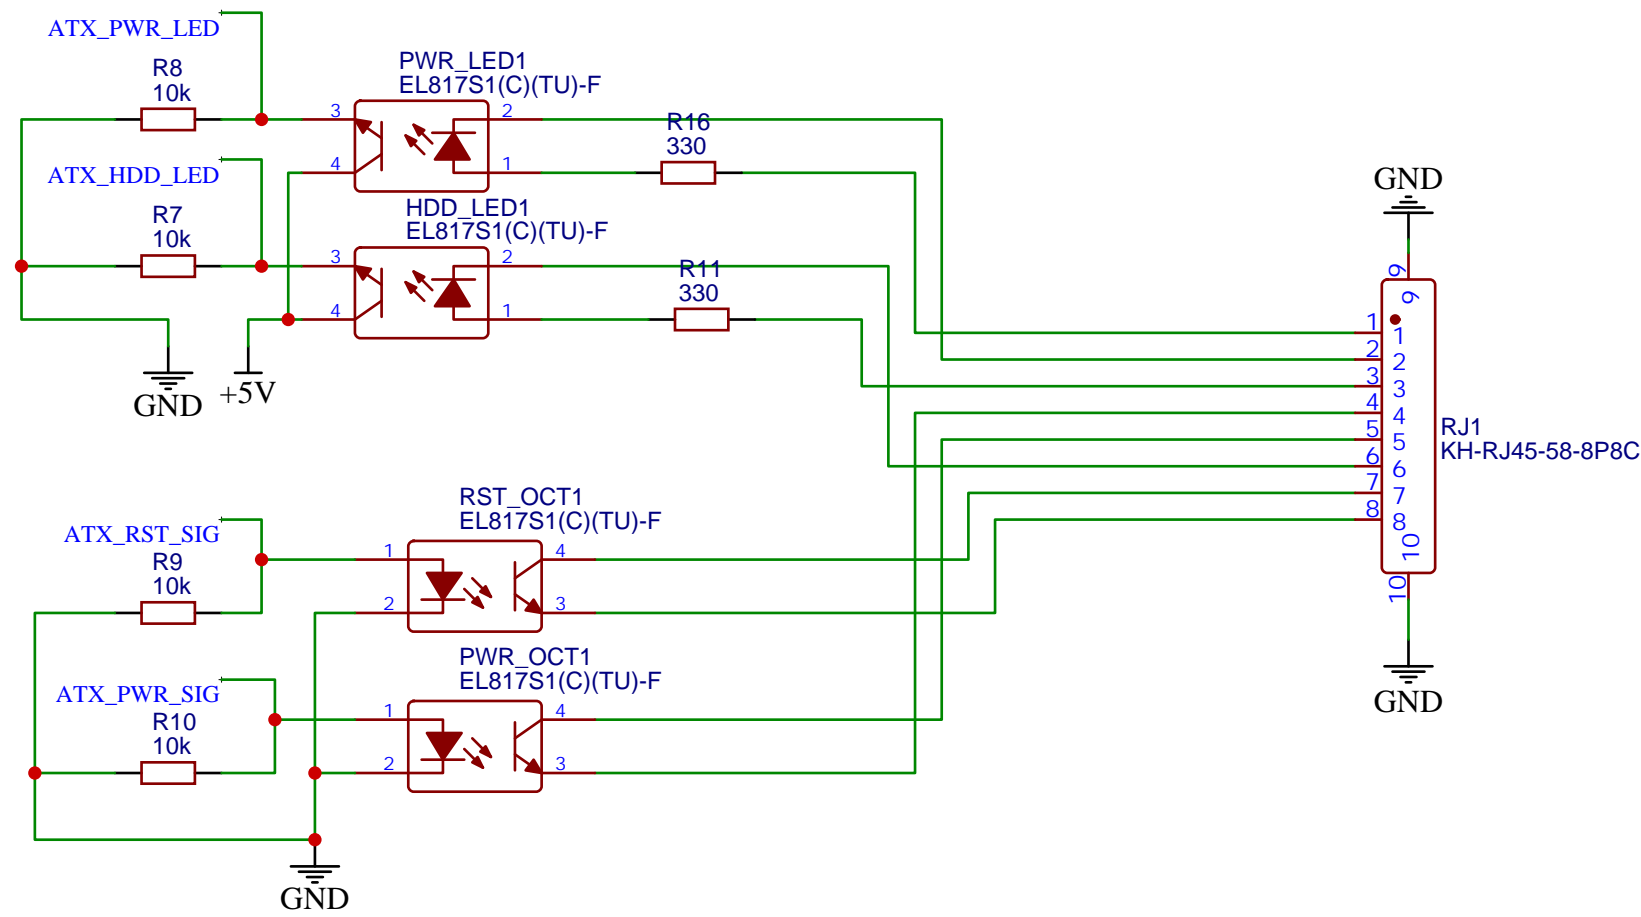 ATX_PWR_LED
R8
10k
PWR_LED1
EL817S1(C)(TU)-F
3
4
2
1
R16
330
ATX_HDD_LED
R7
10k
HDD_LED1
EL817S1(C)(TU)-F
3
4
2
1
R11
330
GND
+5V
GND
9
9
1
1
2
2
3
3
4
4
5
5
6
6
7
7
8
8
10
10
RJ1
KH-RJ45-58-8P8C
GND
ATX_RST_SIG
R9
10k
RST_OCT1
EL817S1(C)(TU)-F
1
2
4
3
ATX_PWR_SIG
R10
10k
PWR_OCT1
EL817S1(C)(TU)-F
1
2
4
3
GND